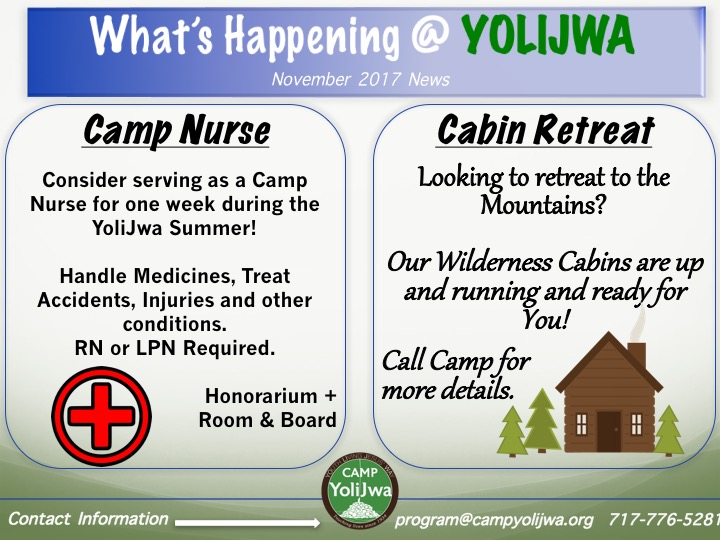 What's Happening @ YOLIJWA
November 2017 News
Camp Nurse
Consider serving as a Camp
Nurse for one week during the
YoliJwa Summer!
Handle Medicines, Treat
Accidents, Injuries and other
conditions.
RN or LPN Required.
Honorarium +
Room & Board
Cabin Retreat
Looking to retreat to the
Mountains?
Our Wilderness Cabins are up
and running and ready for
You!
Call Camp for
more details.
CAMP
YoliJwa
Contact Information
program@campyolijwa.org 717-776-5281